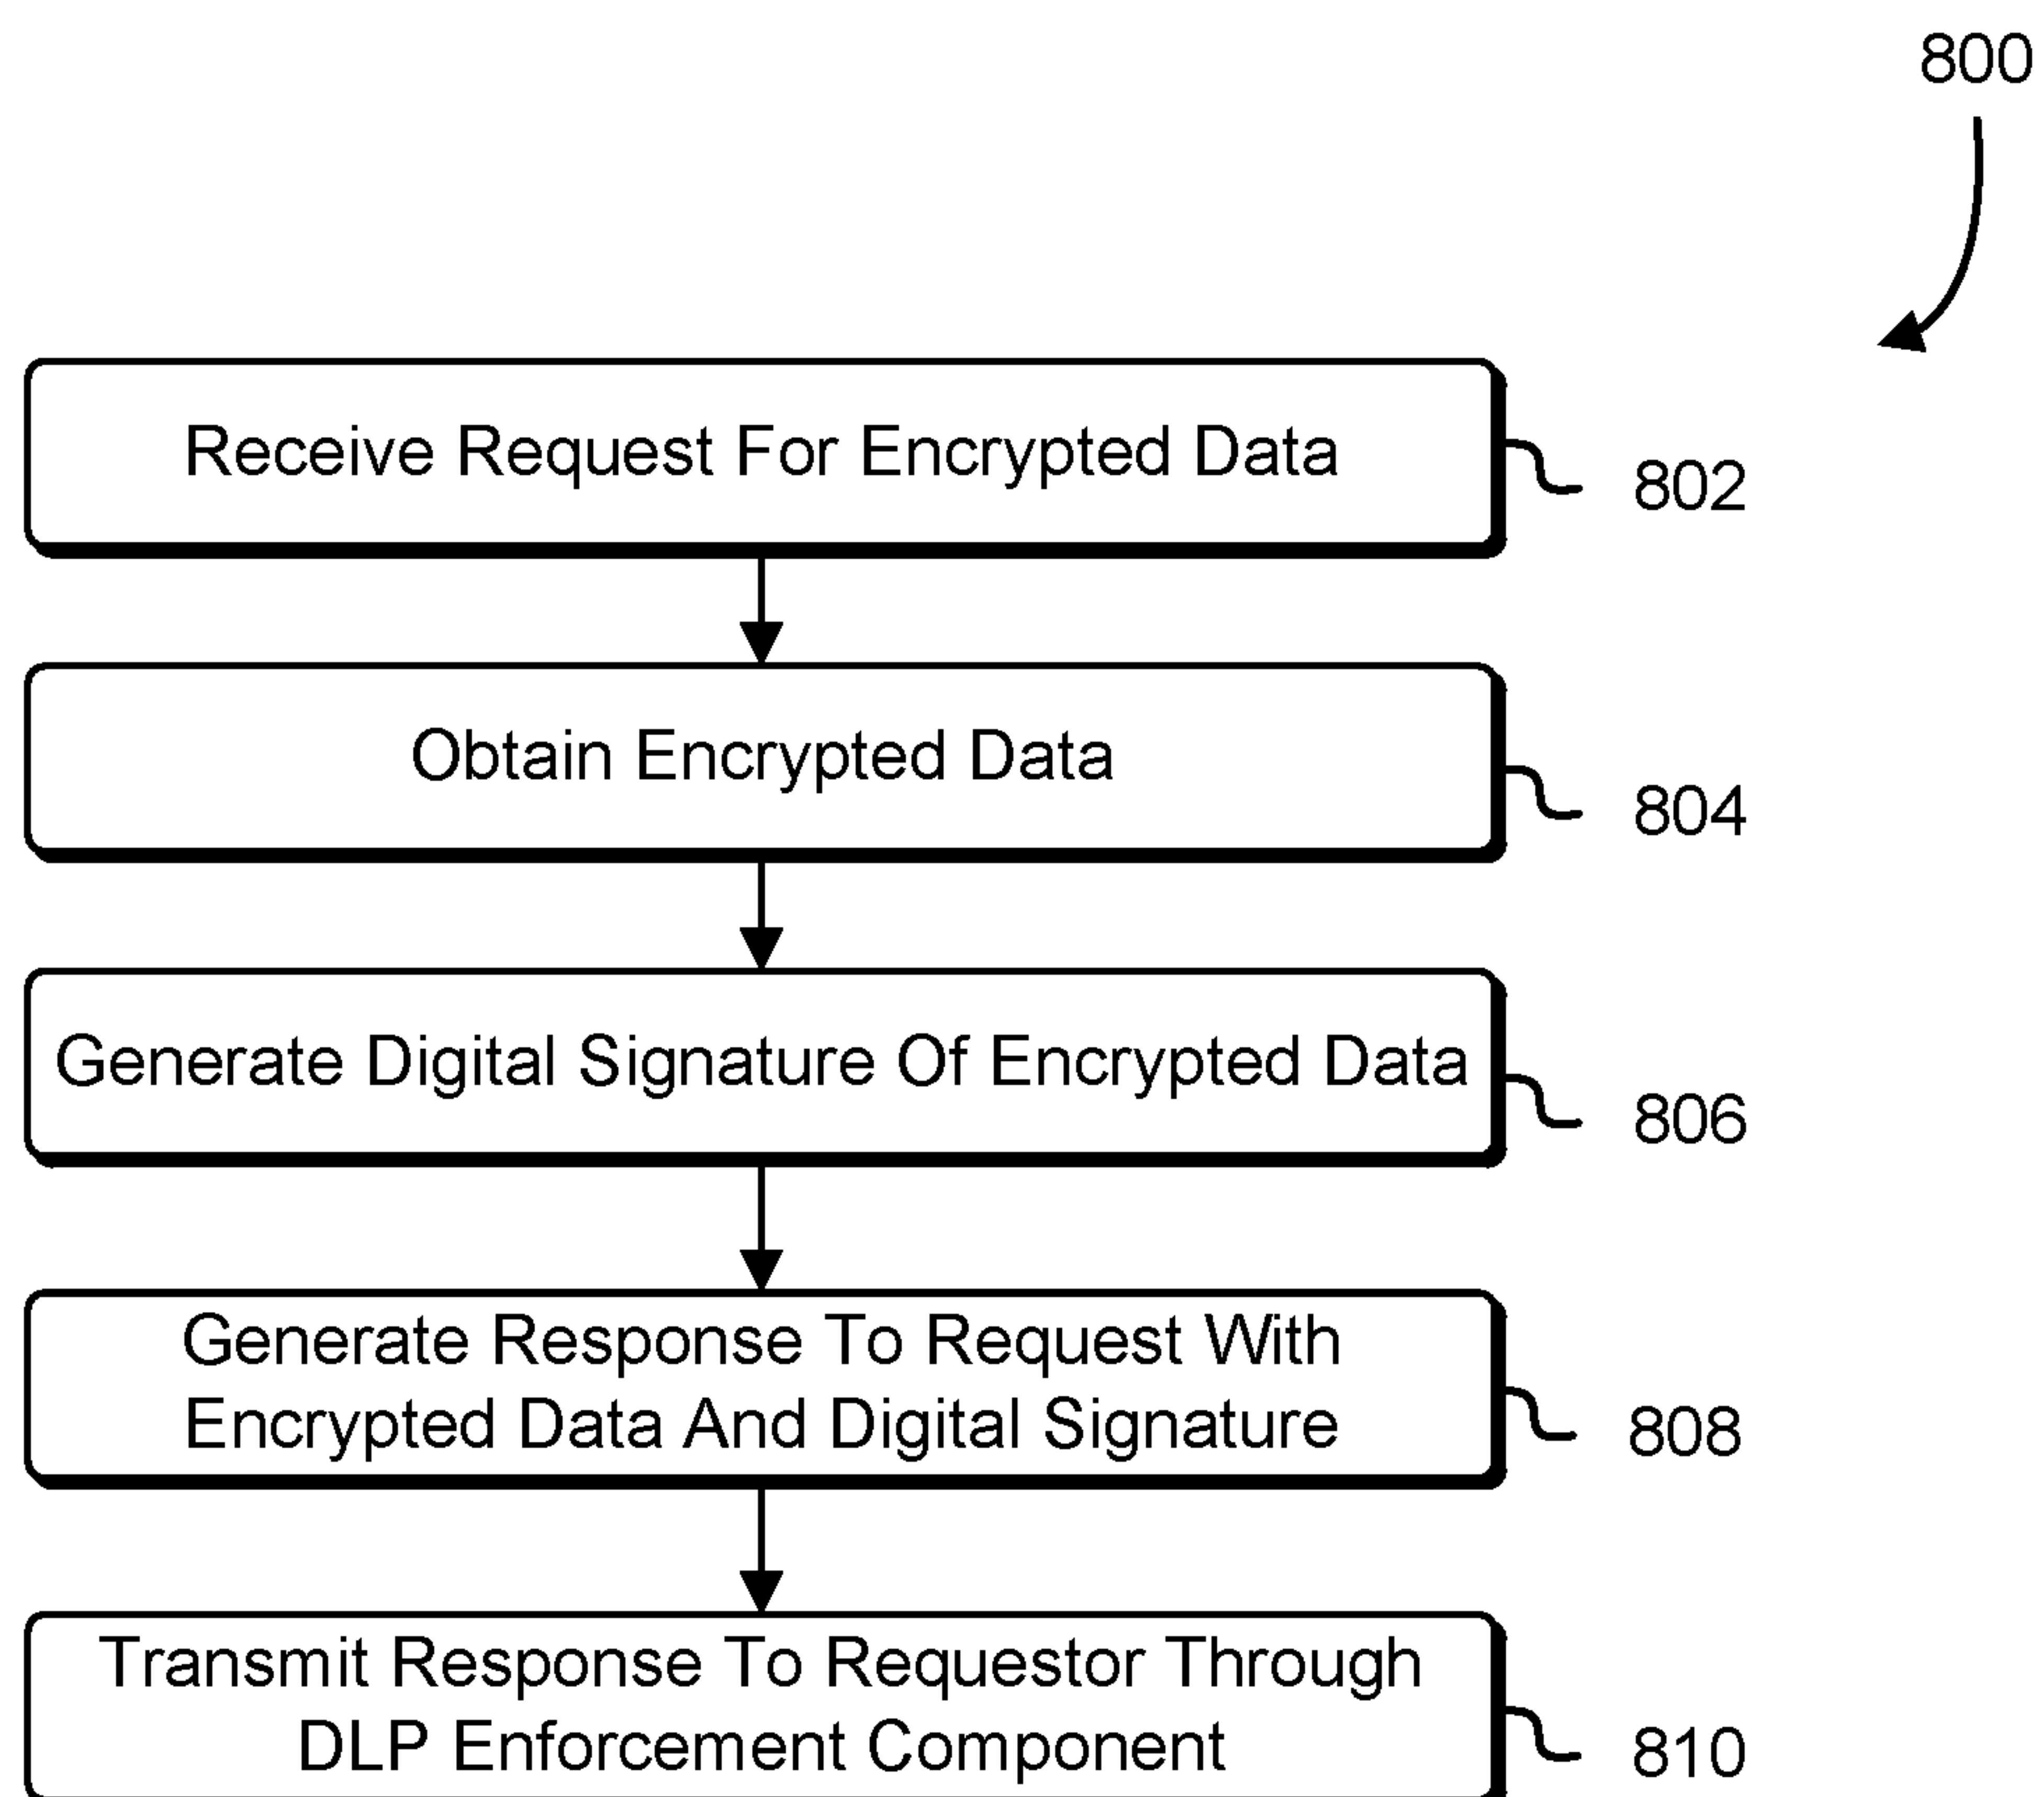 800
Receive Request For Encrypted Data
802
Obtain Encrypted Data
804
Generate Digital Signature Of Encrypted Data
806
Generate Response To Request With
Encrypted Data And Digital Signature
808
Transmit Response To Requestor Through
DLP Enforcement Component
810